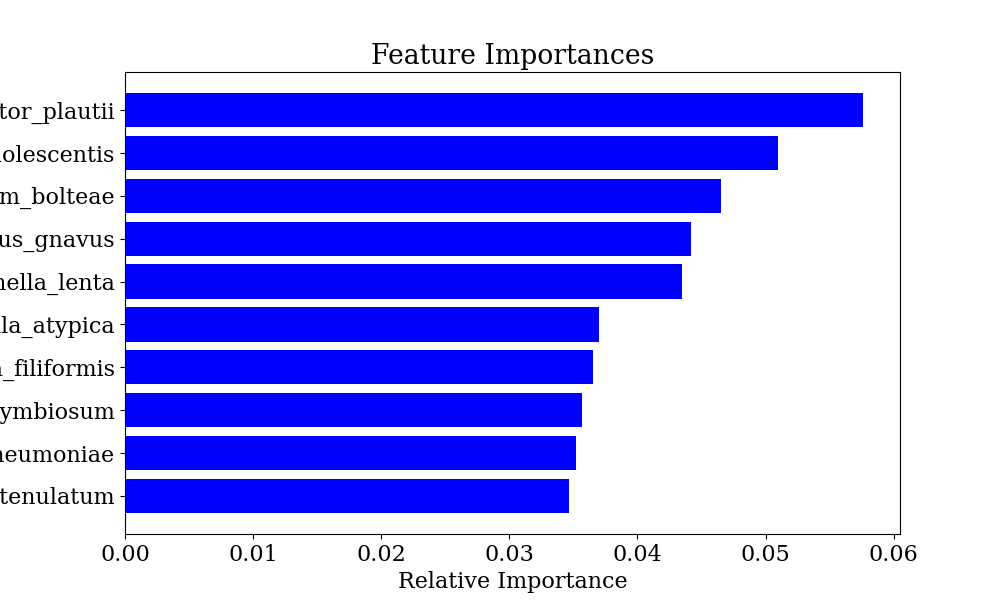 Feature Importances
tor_plautii
olescentis
m_bolteae
us_gnavus
nella_lenta
la_atypica
_filiformis
ymbiosum
neumoniae
tenulatum
0.00 0.01 0.02 0.03 0.04 0.05 0.06
Relative Importance